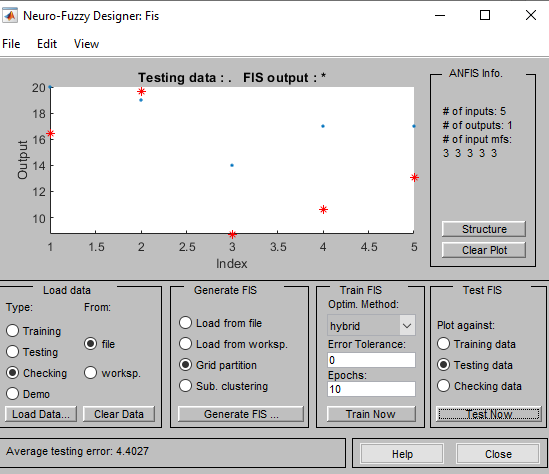 Neuro-Fuzzy Designer: Fis
File Edit View
Testing data : . FIS output : *
Output
20
18
16
14
12
10
1 1.5 2 2.5 3 3.5 4 4.5 5
Index
ANFIS Info.
# of inputs: 5
# of outputs: 1
# of input mfs:
3 3 3 3 3
Structure
Clear Plot
Load data
Type: From:
Training
Testing
Checking
Demo
file
worksp.
Load Data... Clear Data
Generate FIS
Load from file
Load from worksp.
Grid partition
Sub. clustering
Generate FIS ...
Train FIS
Optim. Method:
hybrid
Error Tolerance:
0
Epochs:
10
Train Now
Test FIS
Plot against:
Training data
Testing data
Checking data
Test Now
Average testing error: 4.4027
Help Close